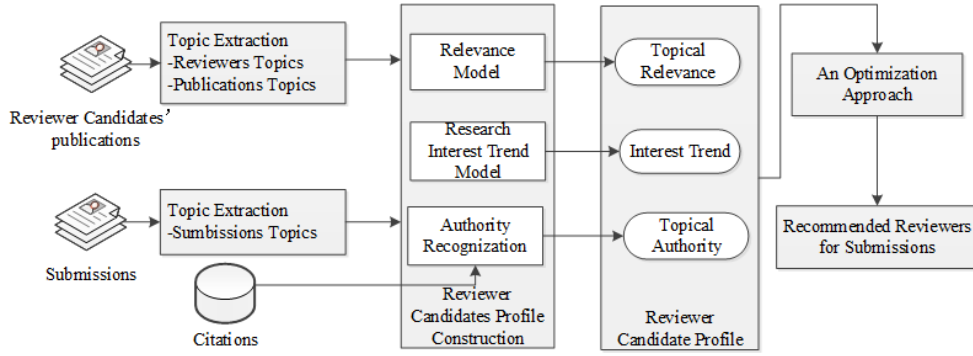 Topic Extraction
-Reviewers Topics
-Publications Topics
Reviewer Candidates'
publications
Topic Extraction
-Sumbissions Topics
Submissions
Citations
Relevance
Model
Research
Interest Trend
Model
Authority
Recognization
Reviewer
Candidates Profile
Construction
Topical
Relevance
Interest Trend
Topical
Authority
Reviewer
Candidate Profile
An Optimization
Approach
Recommended Reviewers
for Submissions